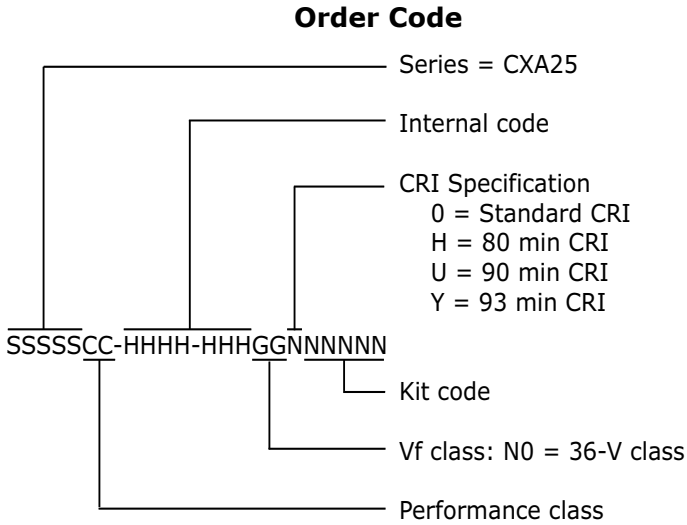 Order Code
Series = CXA25
Internal code
CRI Specification
0 = Standard CRI
H = 80 min CRI
U = 90 min CRI
Y = 93 min CRI
SSSSSCC-HHHH-HHHGGNNNNNN
Kit code
Vf class: N0 = 36-V class
Performance class